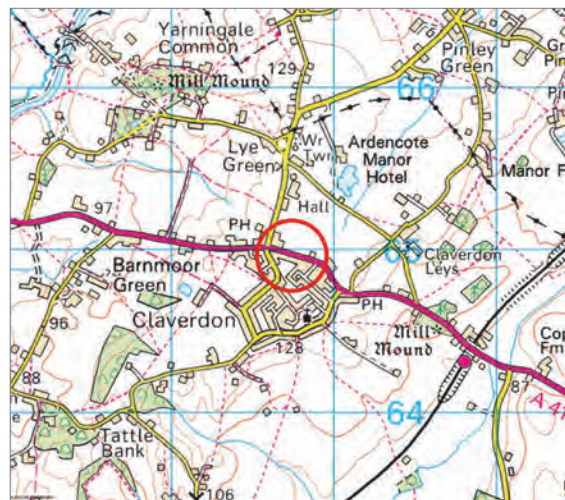 Yarningale
Common
129
Pinley
Green
Mill Mound
66
Lye
Green
Wr
Twr
Ardencote
Manor
Hotel
Manor F
Hall
97
PH
65
Claverdon
Leys
Barnmoor
Green
Claverdon
PH
96
Mill
Mound
128
88
Cop
Fm
87
A 41
64
Tattle
Bank
106